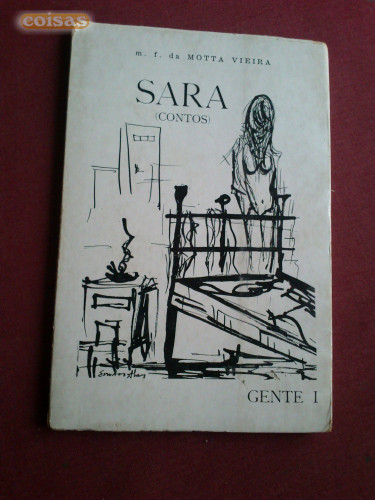 coisas
m. f. da MOTTA VIEIRA
SARA
(CONTOS)
GENTE I